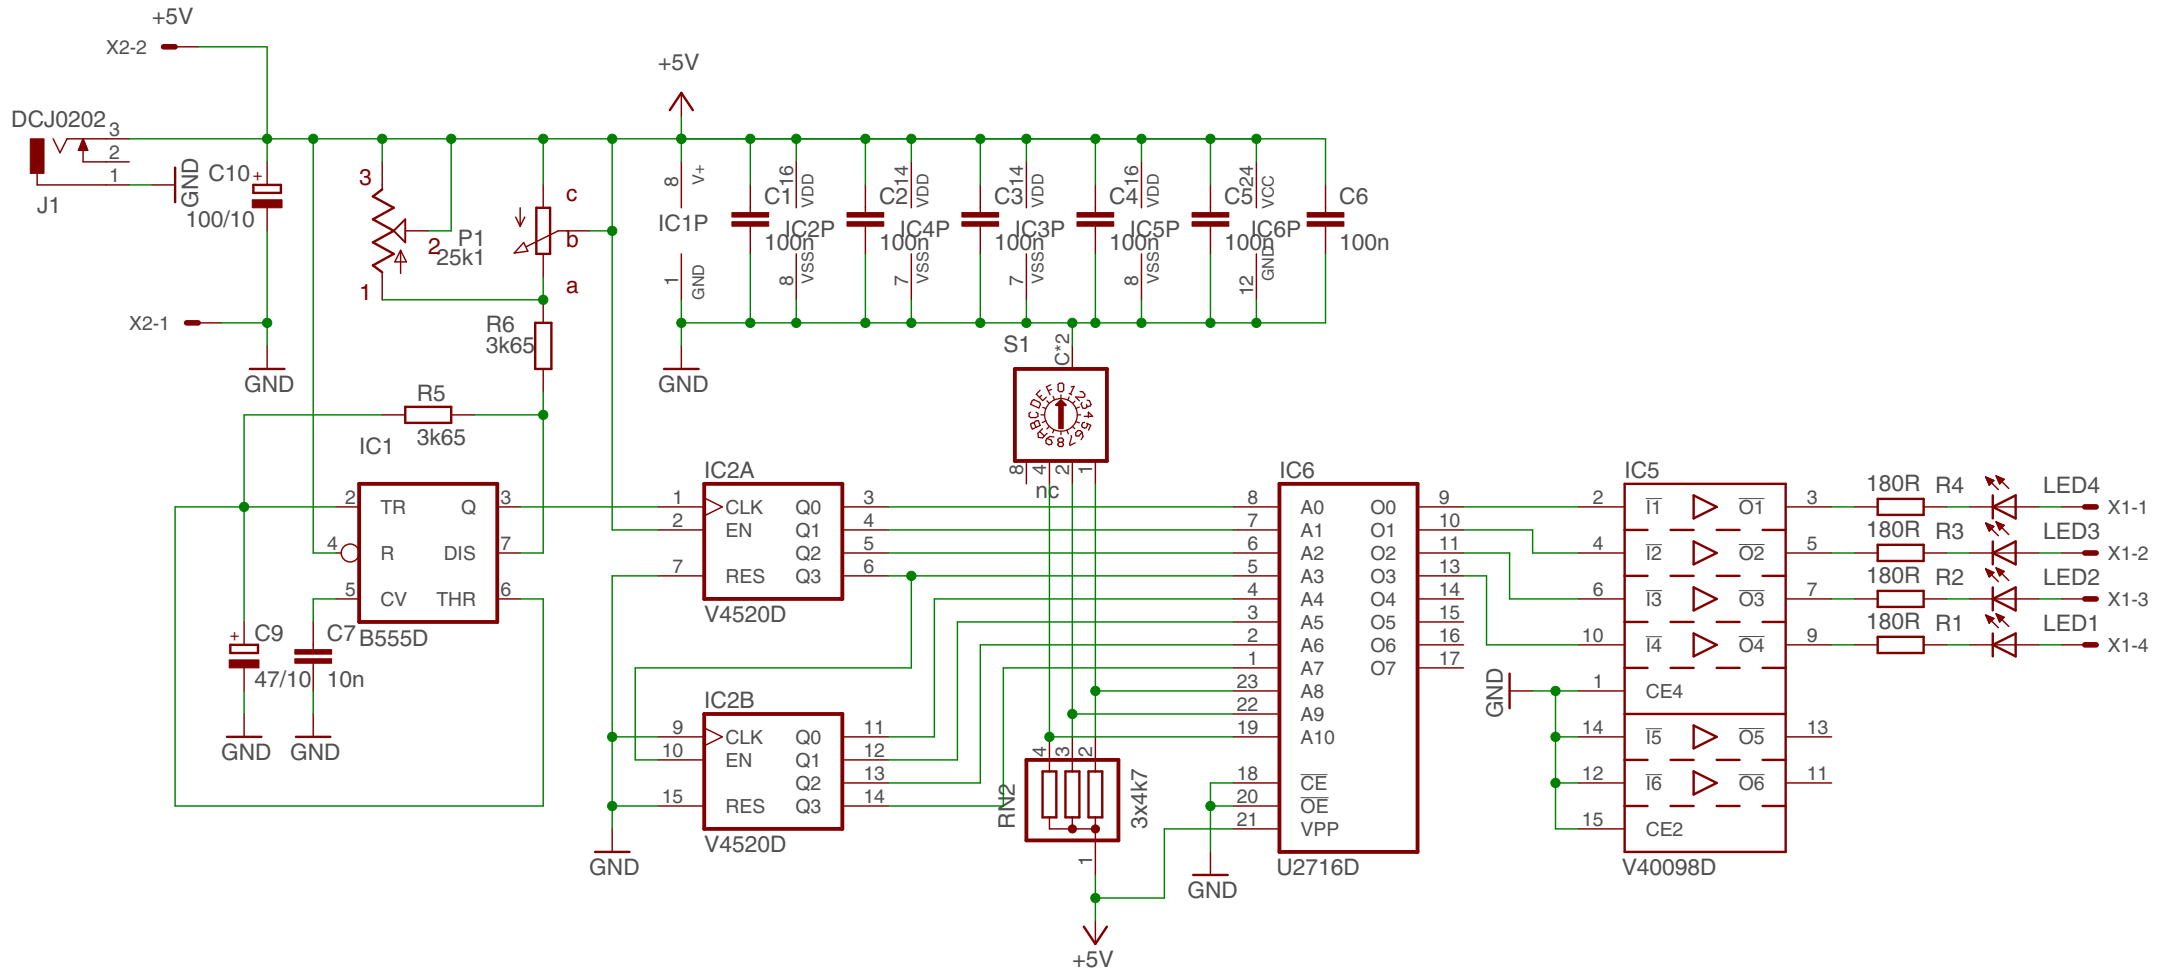 +5V
X2-2
+5V
DCJ0202
3
2
1
J1
GND
C10
+
100/10
3
2
1
P1
25k1
c
b
a
8
V+
IC1P
1
GND
C1
100n
16
VDD
IC2P
8
VSS
C2
100n
14
VDD
IC4P
7
VSS
C3
100n
14
VDD
IC3P
7
VSS
C4
100n
16
VDD
IC5P
8
VSS
C5
100n
24
VCC
IC6P
12
GND
C6
100n
X2-1
GND
R6
3k65
GND
S1
C*2
0123456789ABCDEF
8
4
2
1
nc
R5
3k65
IC1
2 TR Q 3
4 R DIS 7
5 CV THR 6
B555D
+
C9
47/10
C7
10n
GND
GND
IC2A
1 CLK Q0 3
2 EN Q1 4
Q2 5
7 RES Q3 6
V4520D
IC2B
9 CLK Q0 11
10 EN Q1 12
Q2 13
15 RES Q3 14
V4520D
GND
4
3
2
RN2
3x4k7
1
+5V
IC6
8 A0 O0 9
7 A1 O1 10
6 A2 O2 11
5 A3 O3 13
4 A4 O4 14
3 A5 O5 15
2 A6 O6 16
1 A7 O7 17
23 A8
22 A9
19 A10
18 CE
20 OE
21 VPP
U2716D
GND
IC5
2 I1 O1 3
4 I2 O2 5
6 I3 O3 7
10 I4 O4 9
1 CE4
14 I5 O5 13
12 I6 O6 11
15 CE2
V40098D
GND
180R R4 LED4 X1-1
180R R3 LED3 X1-2
180R R2 LED2 X1-3
180R R1 LED1 X1-4